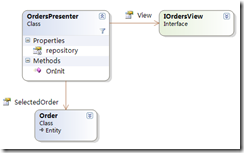 OrdersPresenter
Class
Properties
repository
Methods
OnInit
View
IOrdersView
Interface
SelectedOrder
Order
Class
Entity